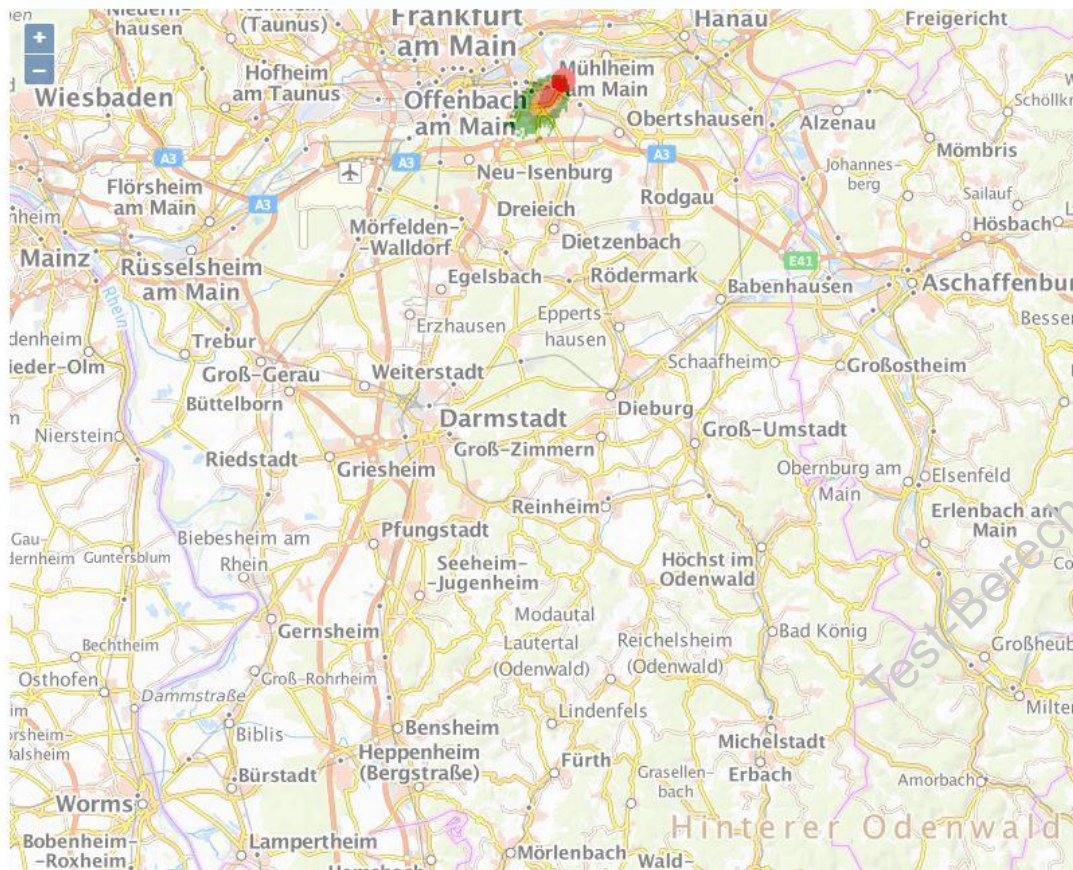 Frankfurt
am Main
Hanau
Freigericht
hausen
(Taunus)
+
−
Hofheim
am Taunus
Mühlheim
am Main
Wiesbaden
Offenbach
am Main
Obertshausen
Alzenau
Mömbris
A3
A3
A3
Neu-Isenburg
Johannes-
berg
Flörsheim
am Main
A3
Rodgau
Sailauf
Dreieich
Hösbach
Mörfelden-
Walldorf
Dietzenbach
Mainz
Rüsselsheim
am Main
E41
Egelsbach
Rödermark
Babenhausen
Aschaffenbur
Rhein
Erzhausen
Epperts-
hausen
Trebur
Schaafheim
Großostheim
Groß-Gerau
Weiterstadt
Büttelborn
Dieburg
Darmstadt
Groß-Umstadt
Nierstein
Riedstadt
Groß-Zimmern
Griesheim
Obernburg am
Main
Elsenfeld
Reinheim
Erlenbach am
Main
Pfungstadt
Biebesheim am
Rhein
Guntersblum
Höchst im
Odenwald
Seeheim-
-Jugenheim
Test-Berech
Modautal
Gernsheim
Lautertal
(Odenwald)
Reichelsheim
(Odenwald)
Bad König
Bechtheim
Großheub
Osthofen
Groß-Rohrheim
Dammstraße
Lindenfels
Milten
Biblis
Bensheim
Michelstadt
Heppenheim
(Bergstraße)
Fürth
Bürstadt
Grasellen-
bach
Erbach
Amorbach
Worms
Hinterer Odenwald
Bobenheim-
-Roxheim
Lampertheim
Mörlenbach
Wald-